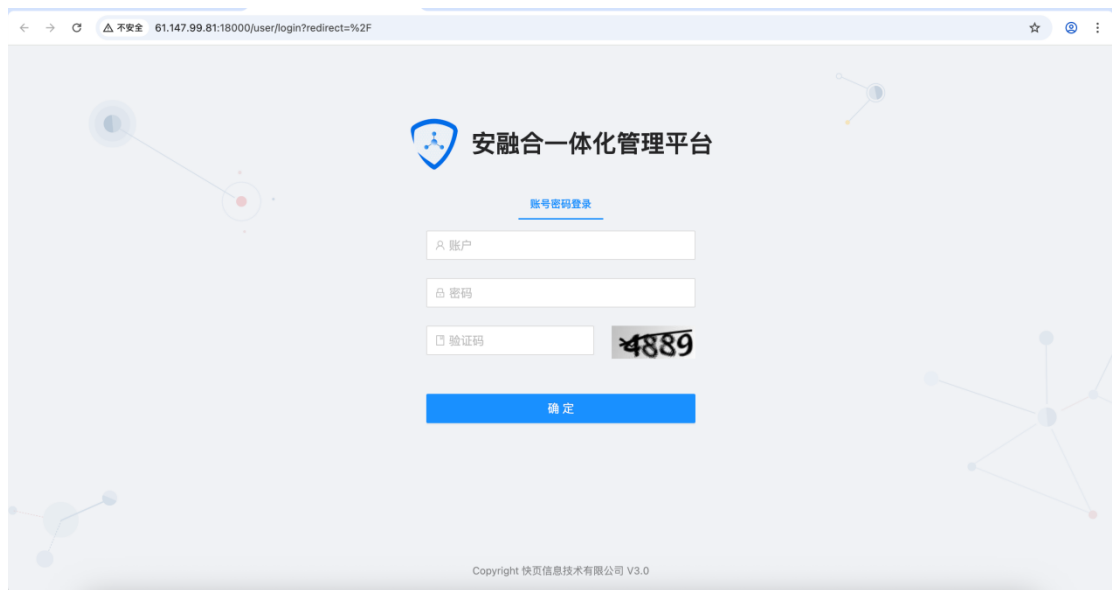 不安全 61.147.99.81:18000/user/login?redirect=%2F
安融合一体化管理平台
账号密码登录
账户
密码
验证码 4889
确 定
Copyright 快页信息技术有限公司 V3.0